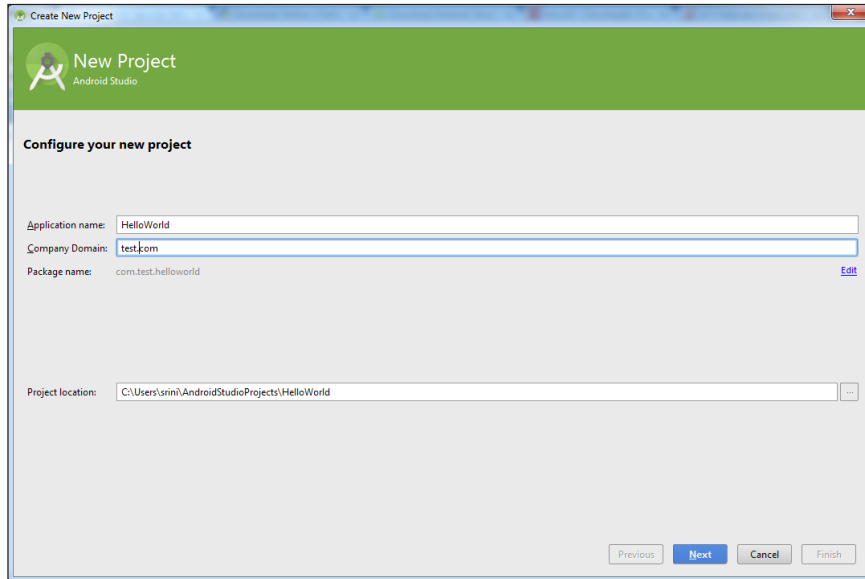 Create New Project
New Project
Android Studio
Configure your new project
Application name: HelloWorld
Company Domain: test.com
Package name: com.test.helloworld Edit
Project location: C:\Users\srini\AndroidStudioProjects\HelloWorld ...
Previous Next Cancel Finish